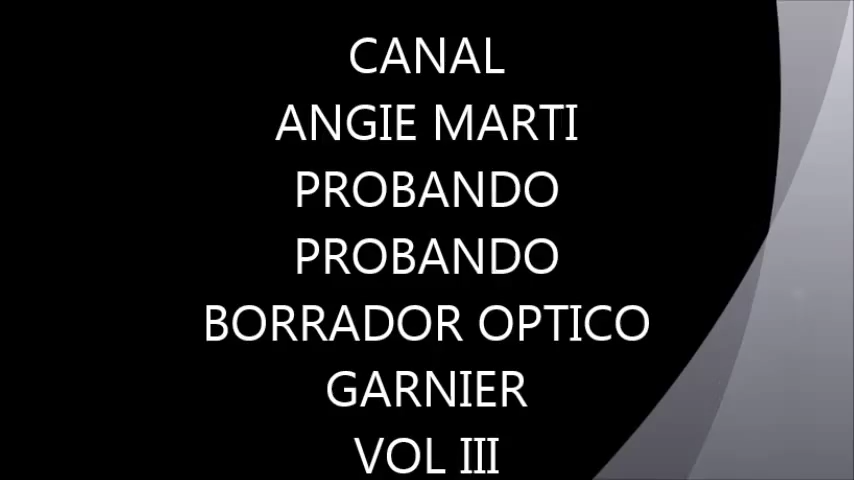 CANAL
ANGIE MARTI
PROBANDO
PROBANDO
BORRADOR OPTICO
GARNIER
VOL III